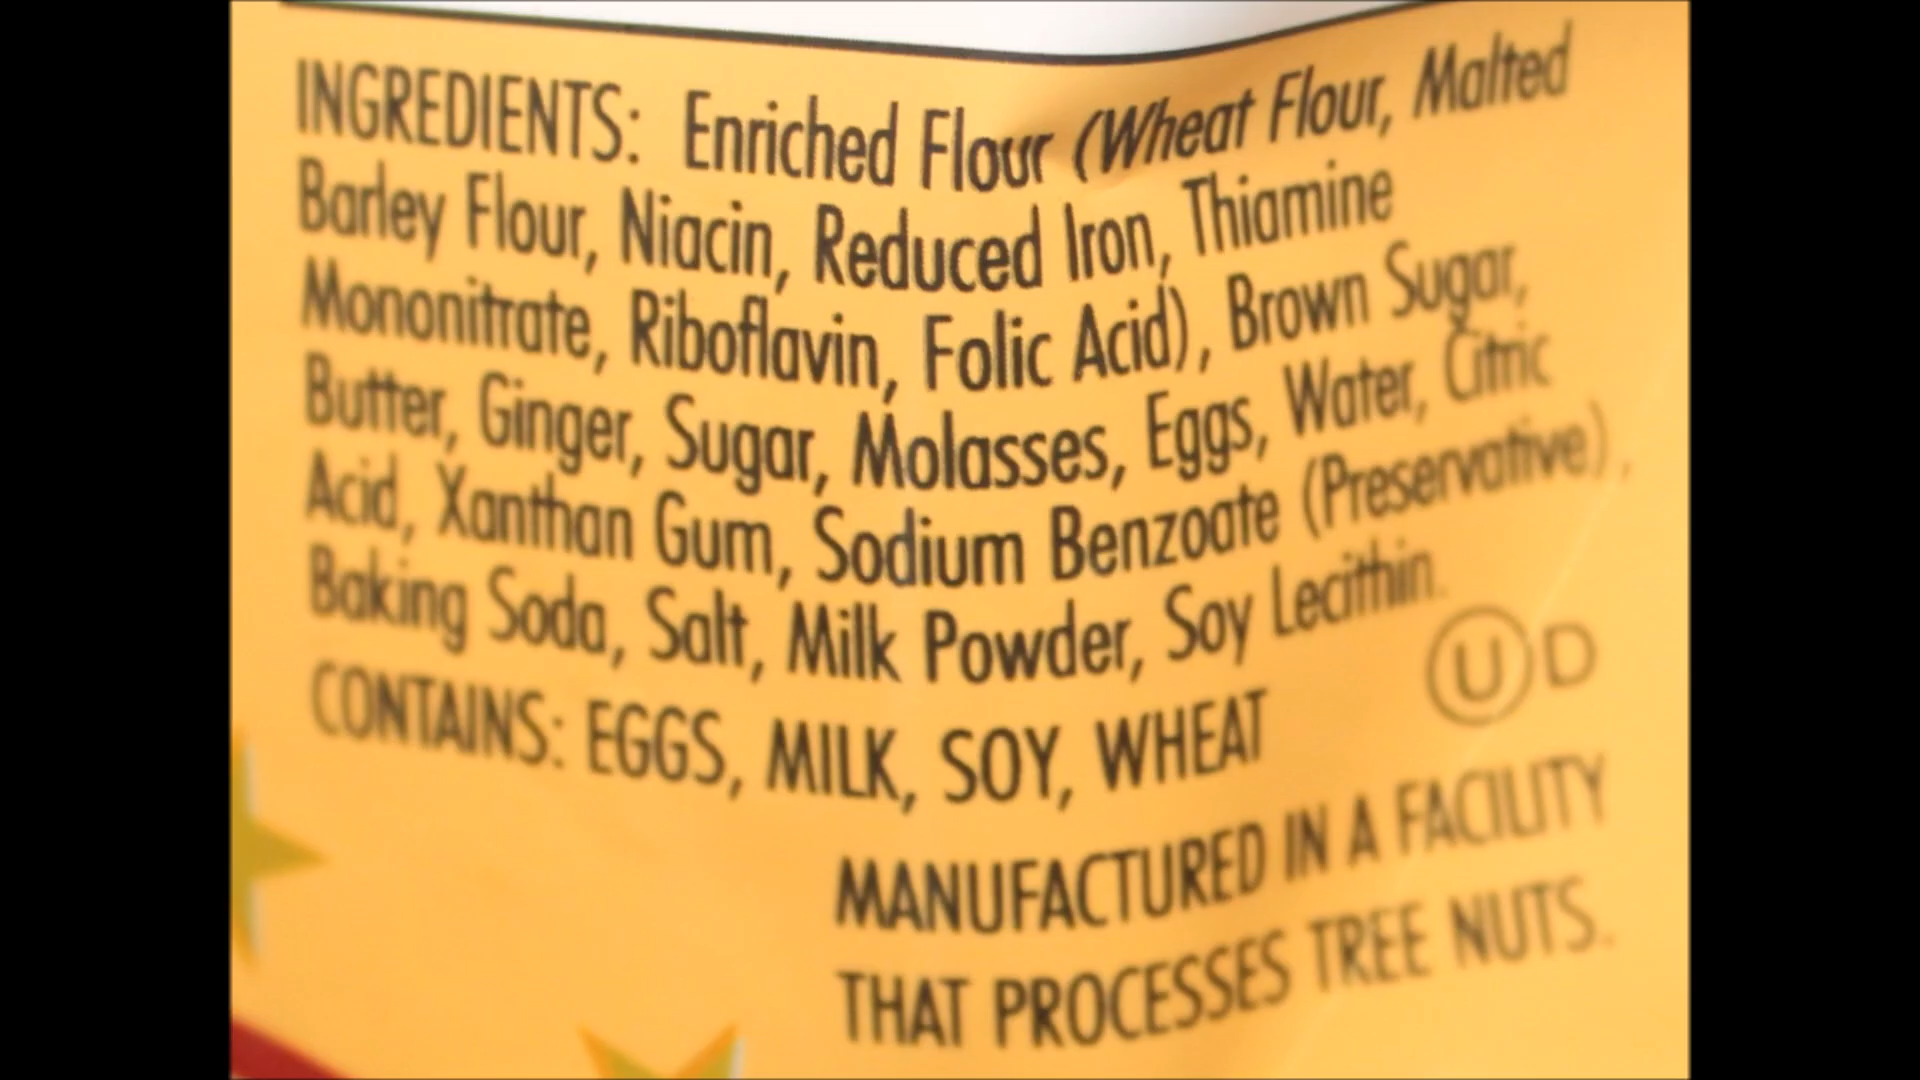 INGREDIENTS: Enriched Flour (Wheat Flour, Malted
Barley Flour, Niacin, Reduced Iron, Thiamine
Mononitrate, Riboflavin, Folic Acid), Brown Sugar,
Butter, Ginger, Sugar, Molasses, Eggs, Water, Citric
Acid, Xanthan Gum, Sodium Benzoate (Preservative),
Baking Soda, Salt, Milk Powder, Soy Lecithin.
CONTAINS: EGGS, MILK, SOY, WHEAT
U D
MANUFACTURED IN A FACILITY
THAT PROCESSES TREE NUTS.